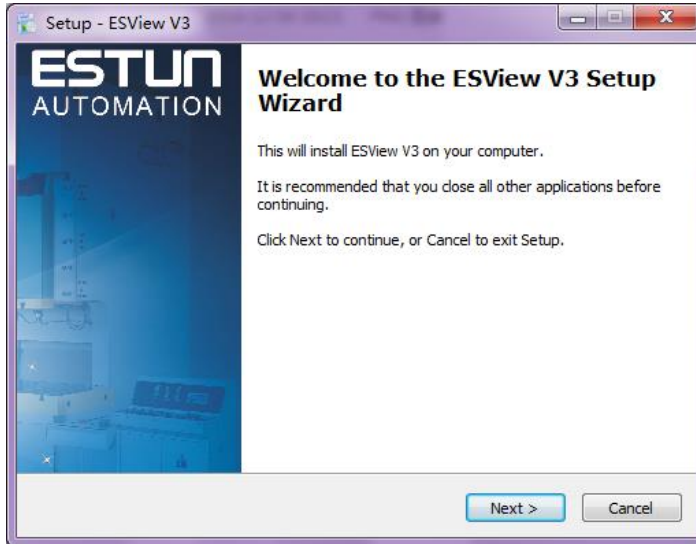 Setup - ESView V3
ESTUN
AUTOMATION
Welcome to the ESView V3 Setup
Wizard
This will install ESView V3 on your computer.
It is recommended that you close all other applications before
continuing.
Click Next to continue, or Cancel to exit Setup.
Next >
Cancel